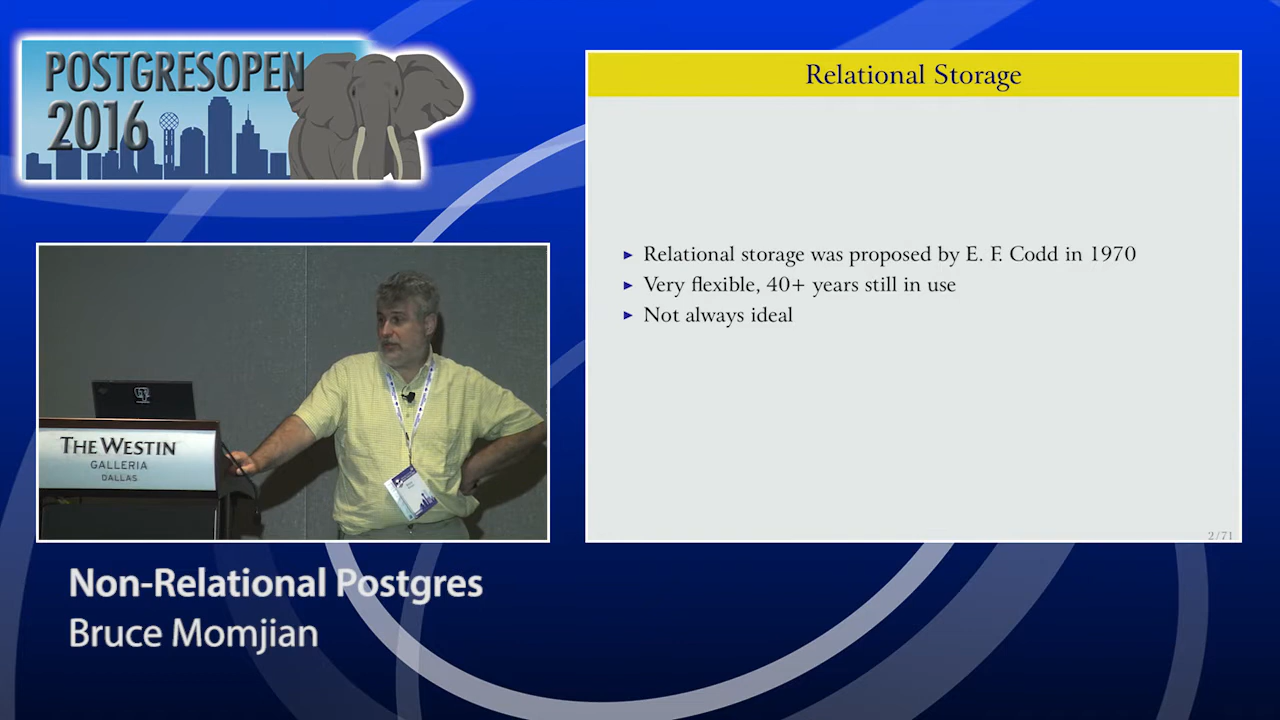 POSTGRESOPEN
2016
Relational Storage
▶ Relational storage was proposed by E. F. Codd in 1970
▶ Very flexible, 40+ years still in use
▶ Not always ideal
2/71
THE WESTIN
GALLERIA
DALLAS
Non-Relational Postgres
Bruce Momjian